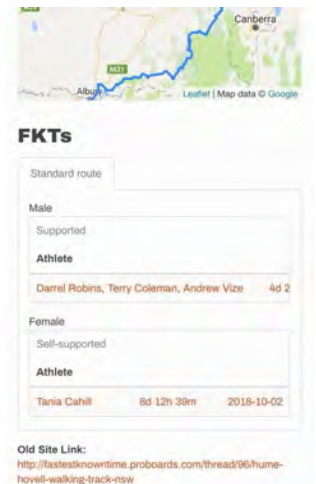 Canberra
M31
Albury
Leaflet | Map data © Google
FKTs
Standard route
Male
Supported
Athlete
Darrel Robins, Terry Coleman, Andrew Vize 4d 2
Female
Self-supported
Athlete
Tania Cahill 8d 12h 39m 2018-10-02
Old Site Link:
http://fastestknowntime.proboards.com/thread/96/hume-
hovell-walking-track-nsw